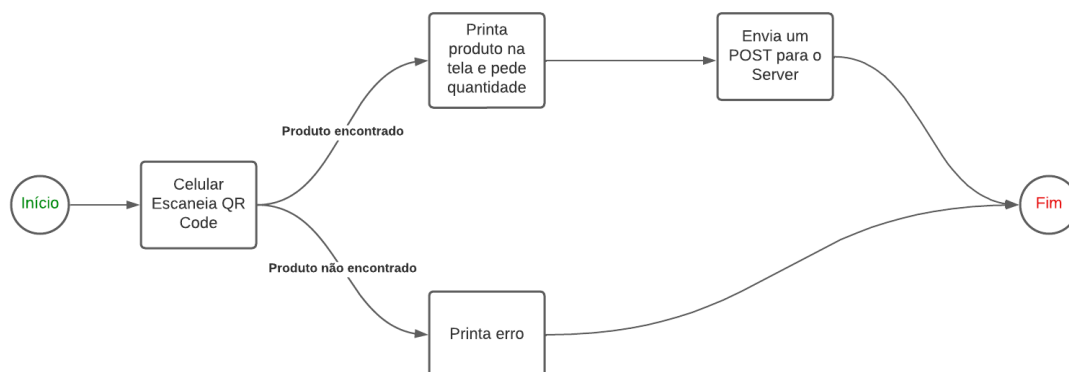 Início
Celular
Escaneia QR
Code
Produto encontrado
Printa
produto na
tela e pede
quantidade
Envia um
POST para o
Server
Produto não encontrado
Printa erro
Fim